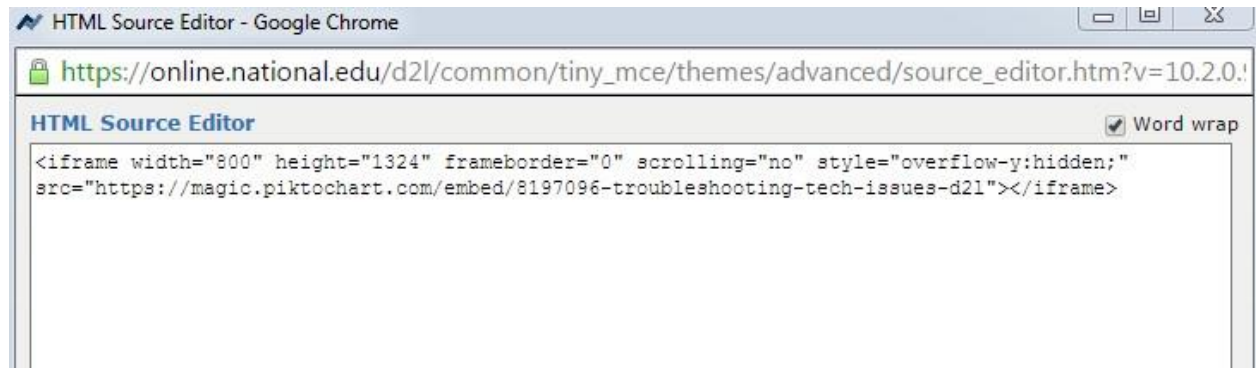 HTML Source Editor - Google Chrome
https://online.national.edu/d2l/common/tiny_mce/themes/advanced/source_editor.htm?v=10.2.0.9
HTML Source Editor Word wrap
<iframe width="800" height="1324" frameborder="0" scrolling="no" style="overflow-y:hidden;"
src="https://magic.piktochart.com/embed/8197096-troubleshooting-tech-issues-d2l"></iframe>